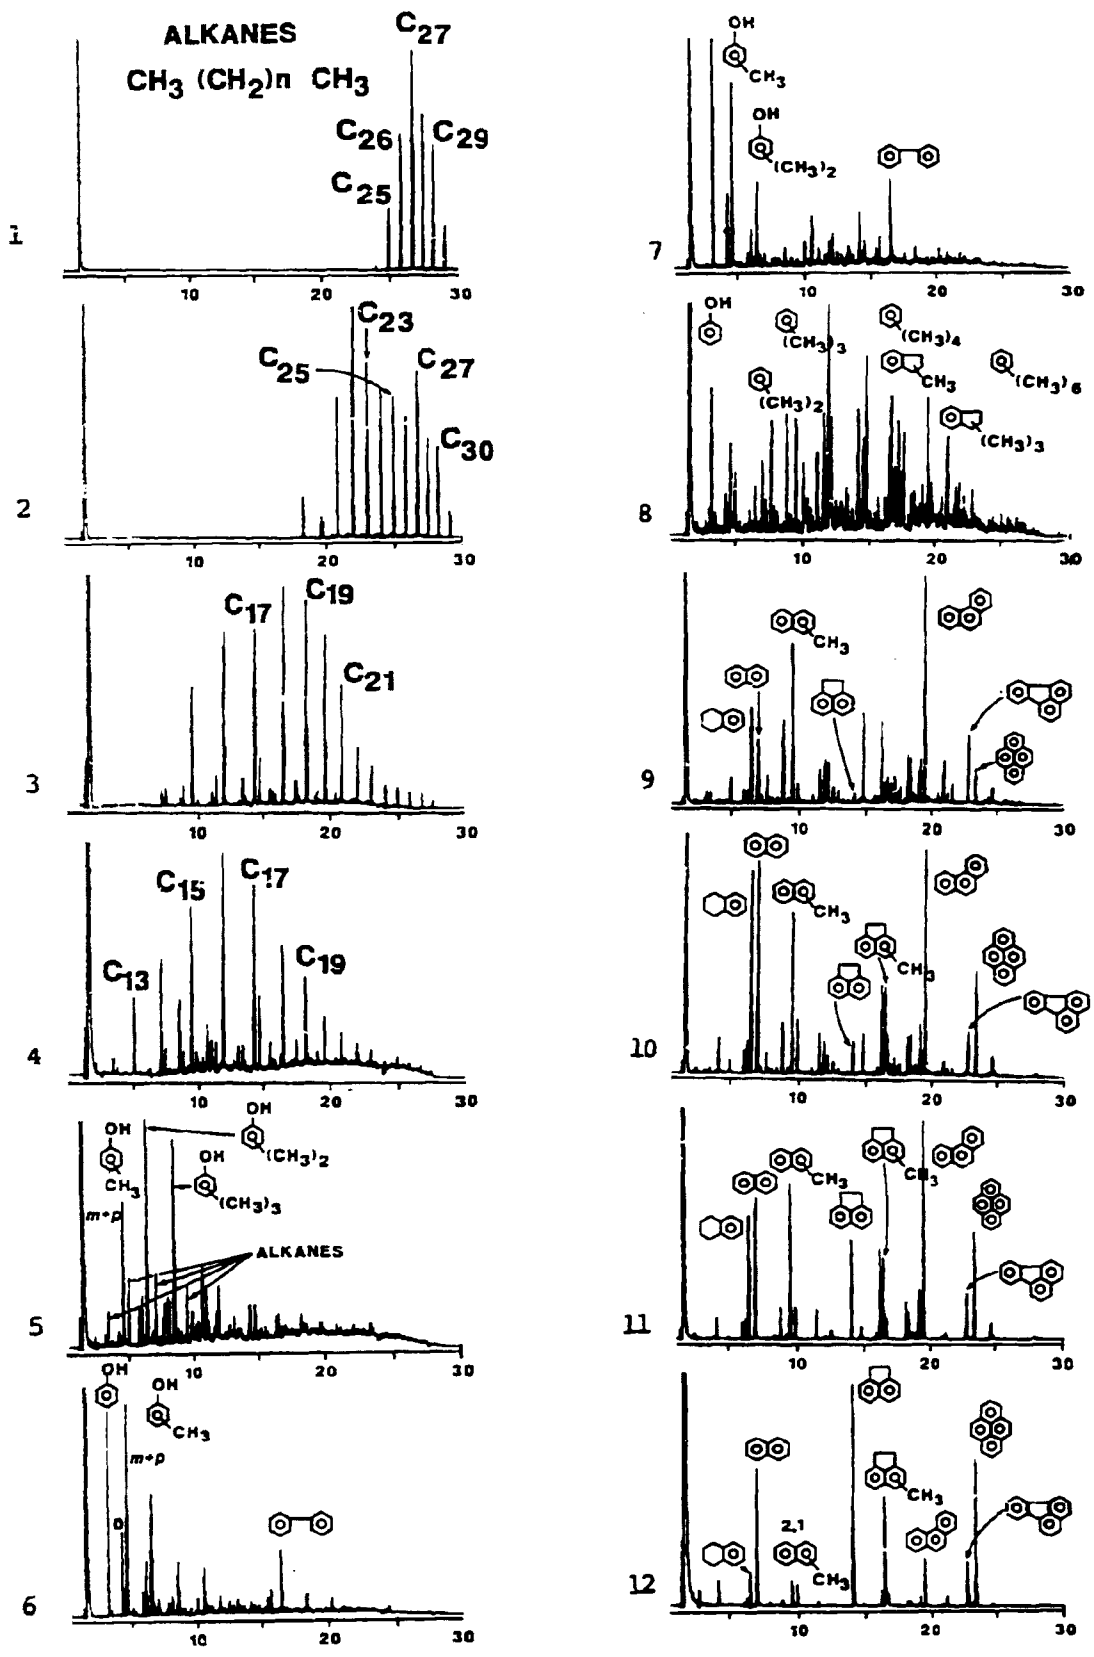 ALKANES
CH3 (CH2)n CH3
C27
C26
C29
C25
1
10 20 30
C23
C25
C27
C30
2
10 20 30
C17
C19
C21
3
10 20 30
C15
C17
C13
C19
4
10 20 30
OH
CH3
m+p
OH
(CH3)2
OH
(CH3)3
ALKANES
5
10 20 30
OH
OH
CH3
m+p
O
6
10 20 30
OH
CH3
OH
(CH3)2
7
10 20 30
OH
(CH3)3
(CH3)4
(CH3)2
CH3
(CH3)6
(CH3)3
8
10 20 30
CH3
9
10 20 30
CH3
CH3
10
10 20 30
CH3
CH3
11
10 20 30
CH3
2,1
CH3
12
10 20 30